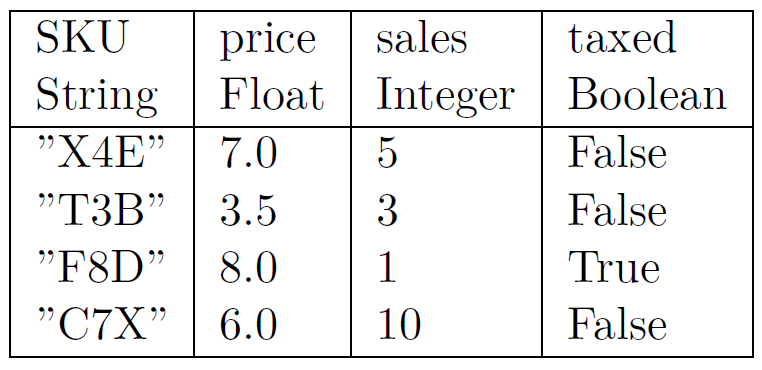 SKU price sales taxed
String Float Integer Boolean
”X4E” 7.0 5 False
”T3B” 3.5 3 False
”F8D” 8.0 1 True
”C7X” 6.0 10 False